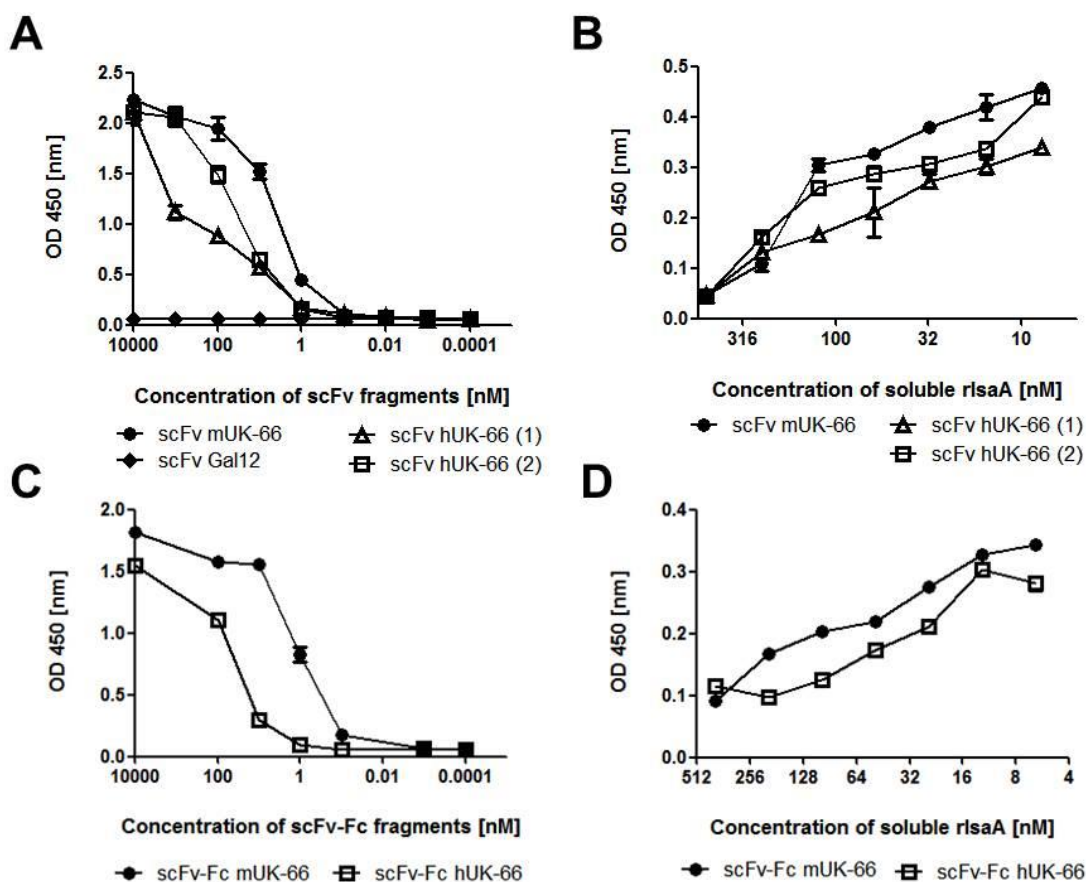 A
OD 450 [nm]
2.5
2.0
1.5
1.0
0.5
0.0
10000 100 1 0.01 0.0001
Concentration of scFv fragments [nM]
scFv mUK-66 scFv hUK-66 (1)
scFv Gal12 scFv hUK-66 (2)
B
OD 450 [nm]
0.5
0.4
0.3
0.2
0.1
0.0
316 100 32 10
Concentration of soluble rIsaA [nM]
scFv mUK-66 scFv hUK-66 (1)
scFv hUK-66 (2)
C
OD 450 [nm]
2.0
1.5
1.0
0.5
0.0
10000 100 1 0.01 0.0001
Concentration of scFv-Fc fragments [nM]
scFv-Fc mUK-66 scFv-Fc hUK-66
D
OD 450 [nm]
0.4
0.3
0.2
0.1
0.0
512 256 128 64 32 16 8 4
Concentration of soluble rIsaA [nM]
scFv-Fc mUK-66 scFv-Fc hUK-66